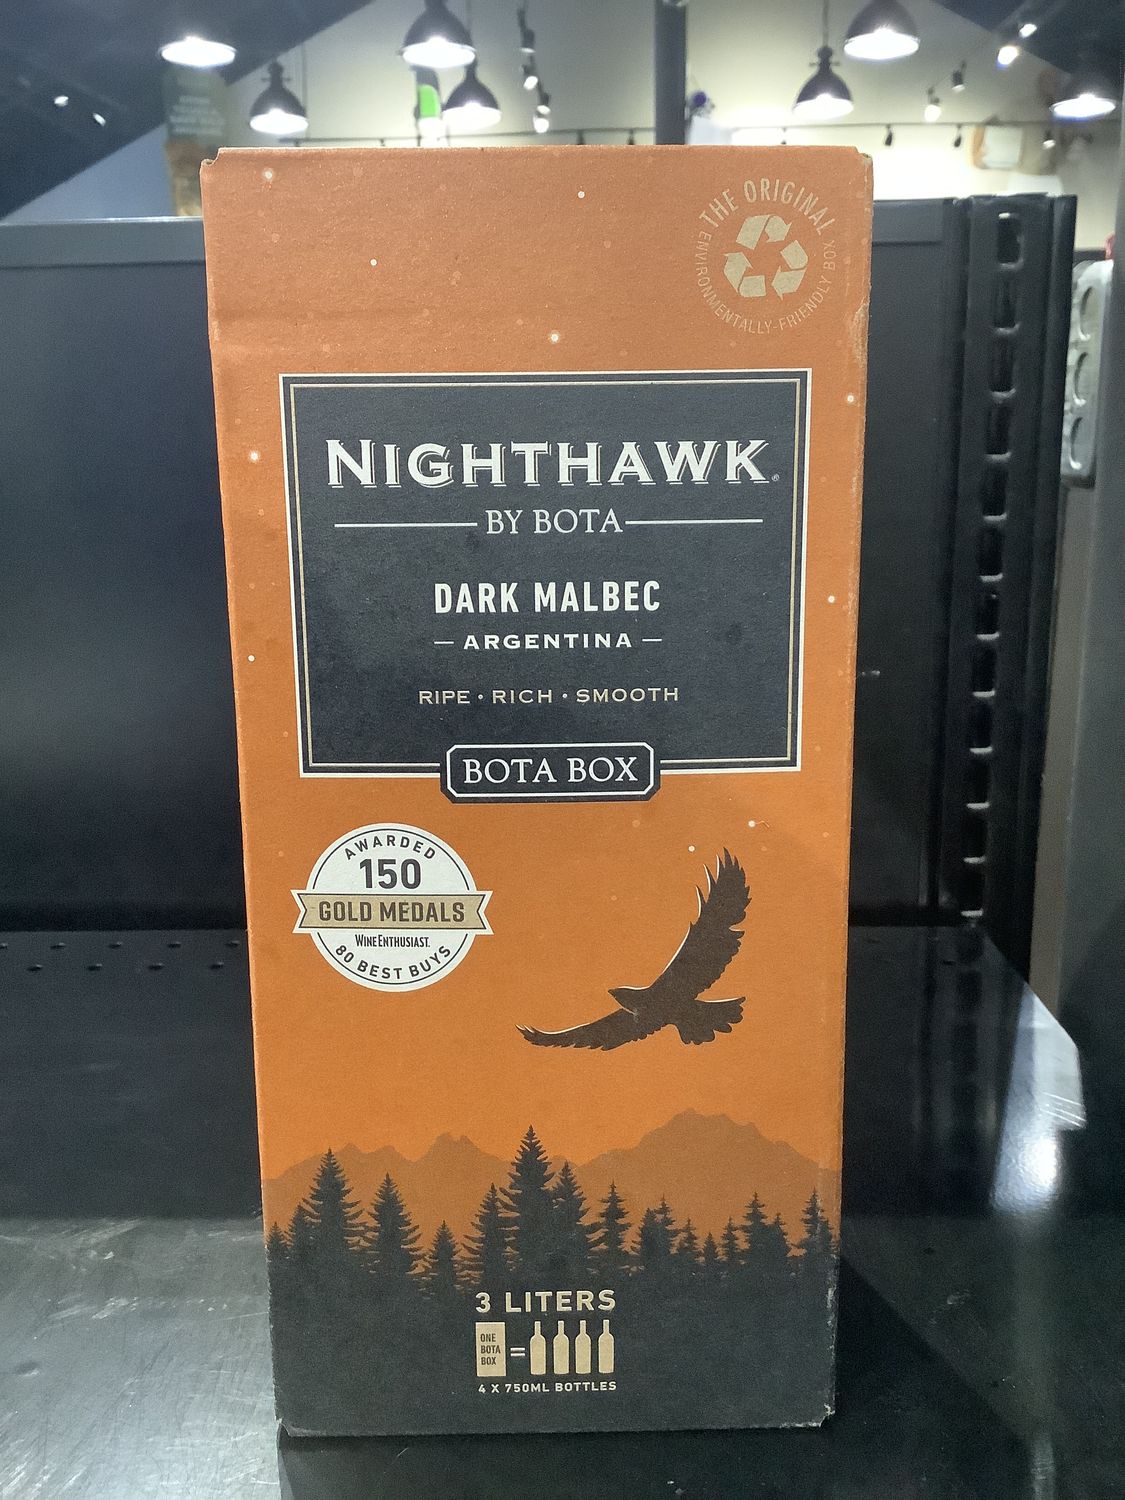 THE ORIGINAL
ENVIRONMENTALLY-FRIENDLY BOX
NIGHTHAWK®
BY BOTA
DARK MALBEC
– ARGENTINA –
RIPE • RICH • SMOOTH
BOTA BOX
AWARDED
150
GOLD MEDALS
WINE ENTHUSIAST.
80 BEST BUYS
3 LITERS
ONE
BOTA
BOX
=
4 X 750ML BOTTLES